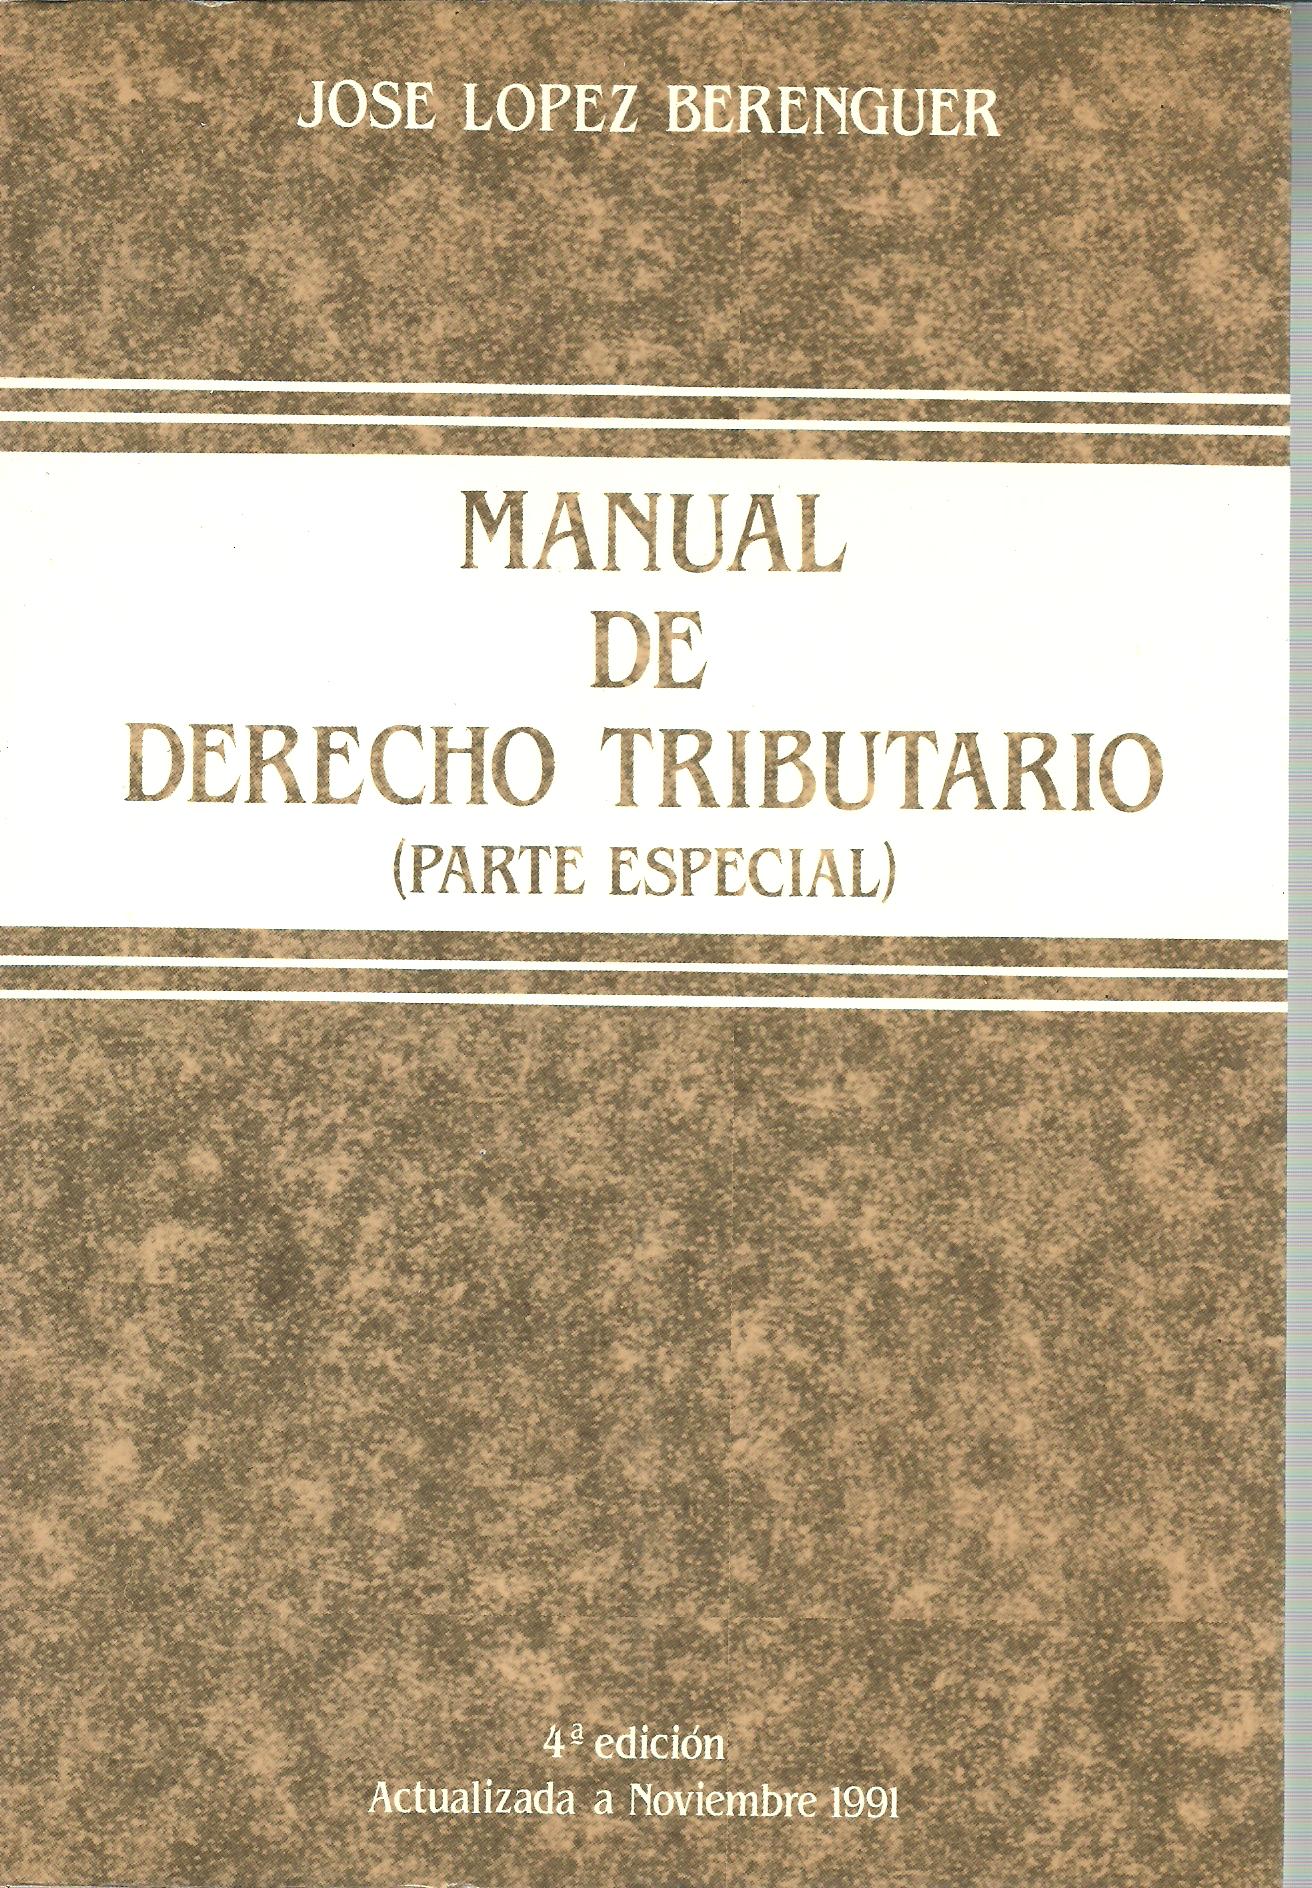 JOSE LOPEZ BERENGUER
MANUAL
DE
DERECHO TRIBUTARIO
(PARTE ESPECIAL)
4ª edición
Actualizada a Noviembre 1991